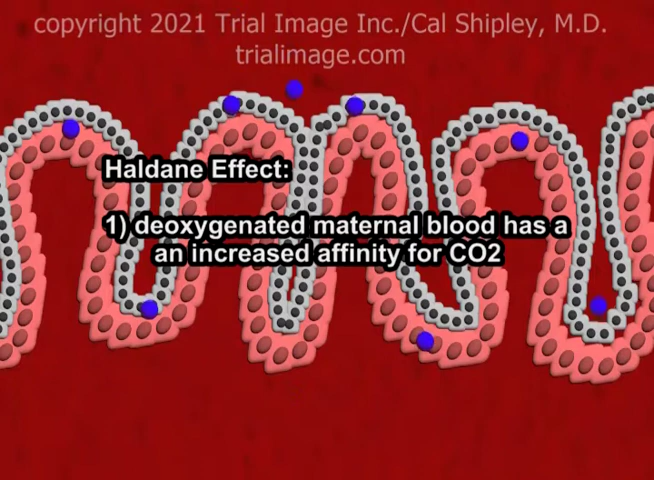 copyright 2021 Trial Image Inc./Cal Shipley, M.D.
trialimage.com
Haldane Effect:
1) deoxygenated maternal blood has a
an increased affinity for CO2